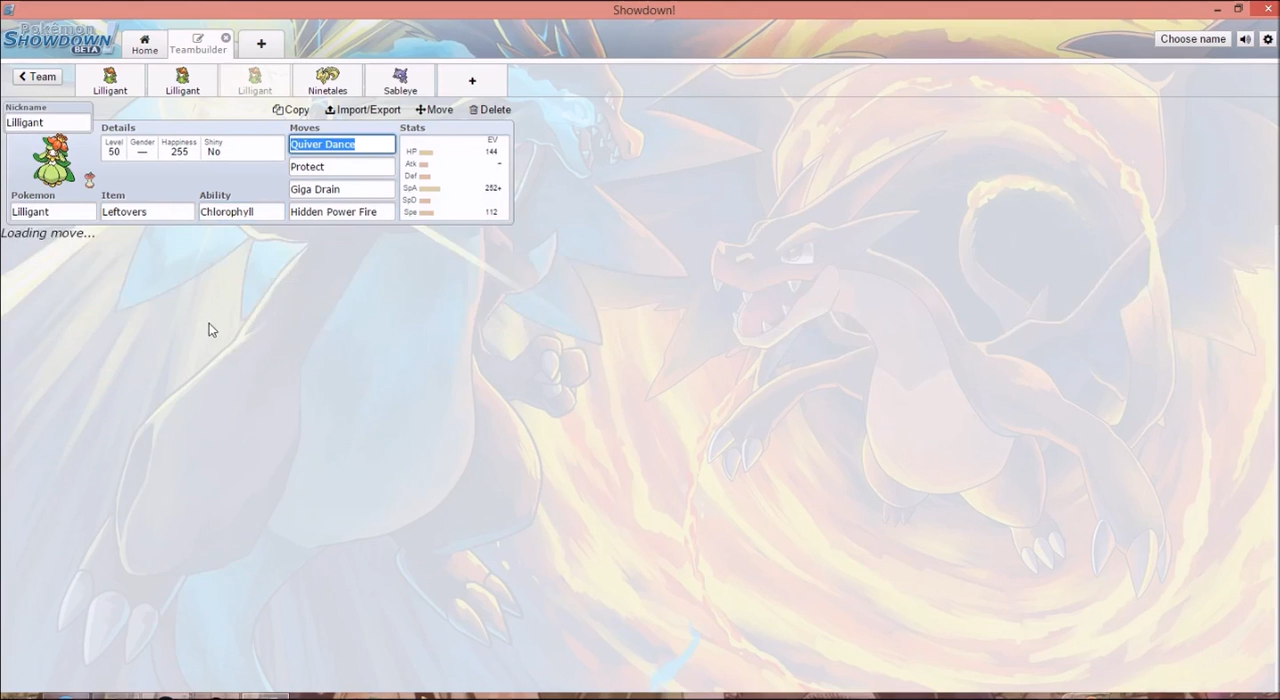 Showdown!
Pokémon
SHOWDOWN
BETA
Home
Teambuilder
+
Choose name
Team
Lilligant
Lilligant
Lilligant
Ninetales
Sableye
+
Copy
Import/Export
Move
Delete
Nickname
Lilligant
Details
Level
50
Gender
—
Happiness
255
Shiny
No
Pokemon
Lilligant
Item
Leftovers
Ability
Chlorophyll
Moves
Quiver Dance
Protect
Giga Drain
Hidden Power Fire
Stats
EV
HP 144
Atk -
Def
SpA 252+
SpD
Spe 112
Loading move...